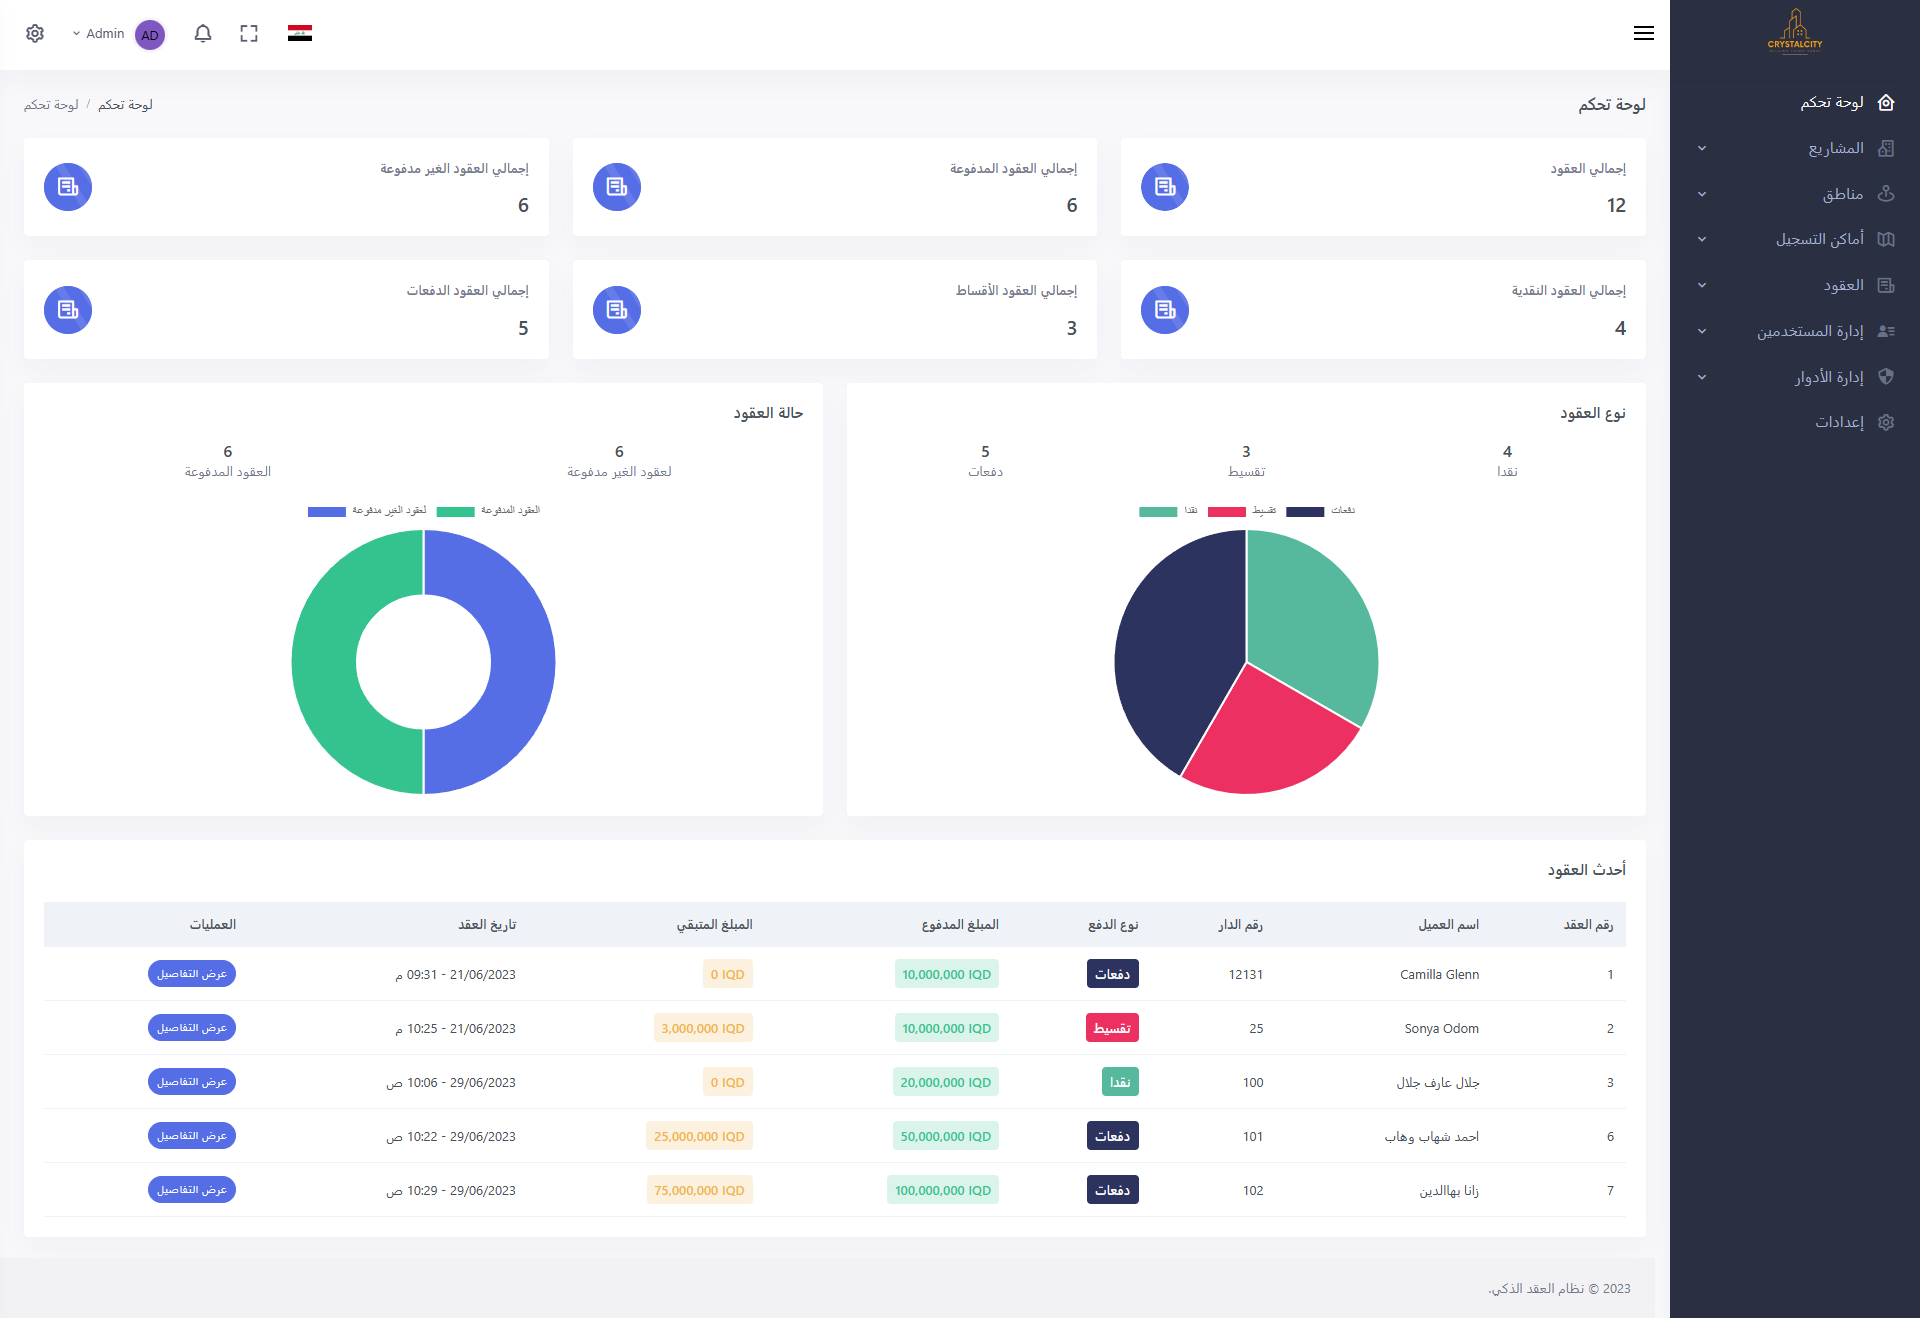 CRYSTALCITY
لوحة تحكم
المشاريع
مناطق
أماكن التسجيل
العقود
إدارة المستخدمين
إدارة الأدوار
إعدادات
Admin
AD
لوحة تحكم
لوحة تحكم / لوحة تحكم
إجمالي العقود
12
إجمالي العقود المدفوعة
6
إجمالي العقود الغير مدفوعة
6
إجمالي العقود النقدية
4
إجمالي العقود الأقساط
3
إجمالي العقود الدفعات
5
نوع العقود
4 3 5
نقدا تقسيط دفعات
دفعات تقسيط نقدا
حالة العقود
6 6
لعقود الغير مدفوعة العقود المدفوعة
العقود المدفوعة لعقود الغير مدفوعة
أحدث العقود
رقم العقد اسم العميل رقم الدار نوع الدفع المبلغ المدفوع المبلغ المتبقي تاريخ العقد العمليات
1 Camilla Glenn 12131 دفعات 10,000,000 IQD 0 IQD 21/06/2023 - 09:31 م عرض التفاصيل
2 Sonya Odom 25 تقسيط 10,000,000 IQD 3,000,000 IQD 21/06/2023 - 10:25 م عرض التفاصيل
3 جلال عارف جلال 100 نقدا 20,000,000 IQD 0 IQD 29/06/2023 - 10:06 ص عرض التفاصيل
6 احمد شهاب وهاب 101 دفعات 50,000,000 IQD 25,000,000 IQD 29/06/2023 - 10:22 ص عرض التفاصيل
7 زانا بهاالدين 102 دفعات 100,000,000 IQD 75,000,000 IQD 29/06/2023 - 10:29 ص عرض التفاصيل
2023 © نظام العقد الذكي.